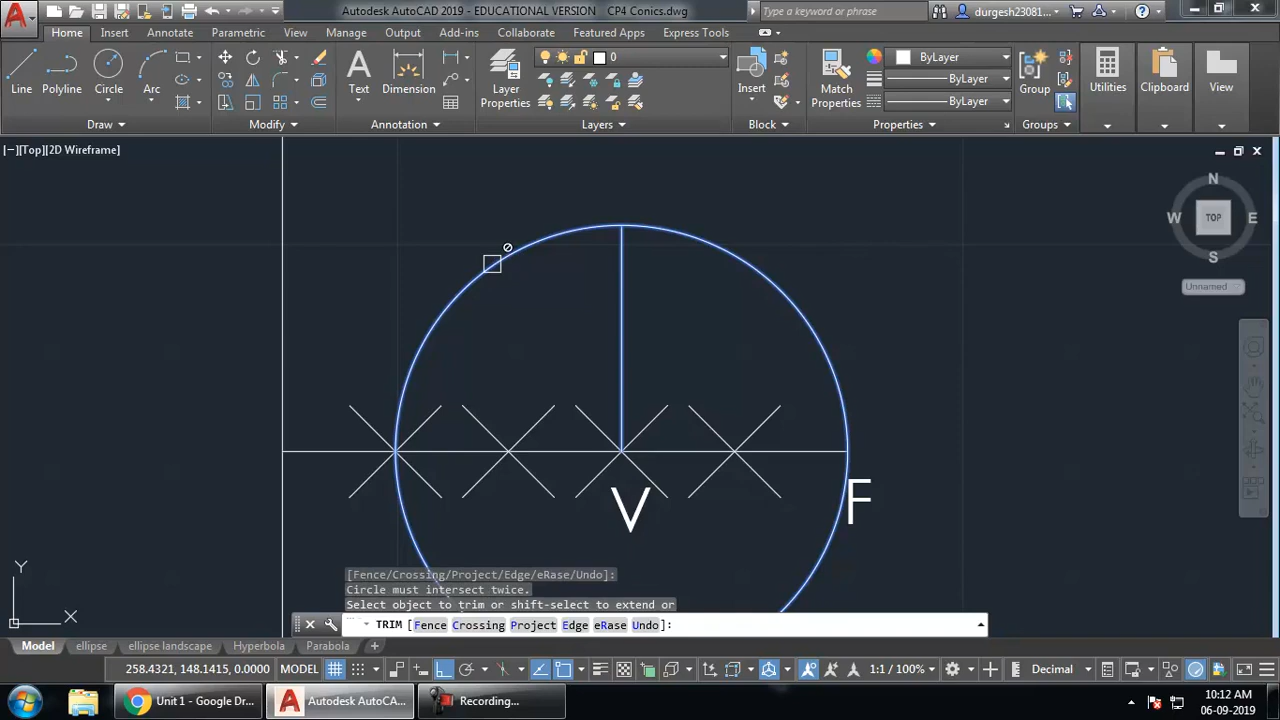 Autodesk AutoCAD 2019 - EDUCATIONAL VERSION CP4 Conics.dwg
Type a keyword or phrase
durgesh23081...
Home Insert Annotate Parametric View Manage Output Add-ins Collaborate Featured Apps Express Tools
Line Polyline Circle Arc
Text Dimension
Layer Properties
0
Insert
Match Properties
ByLayer
ByLayer
ByLayer
Group
Utilities Clipboard View
Draw Modify Annotation Layers Block Properties Groups
[−][Top][2D Wireframe]
N
W TOP E
S
Unnamed
V
F
Y
X
[Fence/Crossing/Project/Edge/eRase/Undo]:
Circle must intersect twice.
Select object to trim or shift-select to extend or
TRIM [Fence Crossing Project Edge eRase Undo]:
Model ellipse ellipse landscape Hyperbola Parabola +
258.4321, 148.1415, 0.0000 MODEL 1:1 / 100% Decimal
Unit 1 - Google Dr... Autodesk AutoCA... Recording...
10:12 AM
06-09-2019